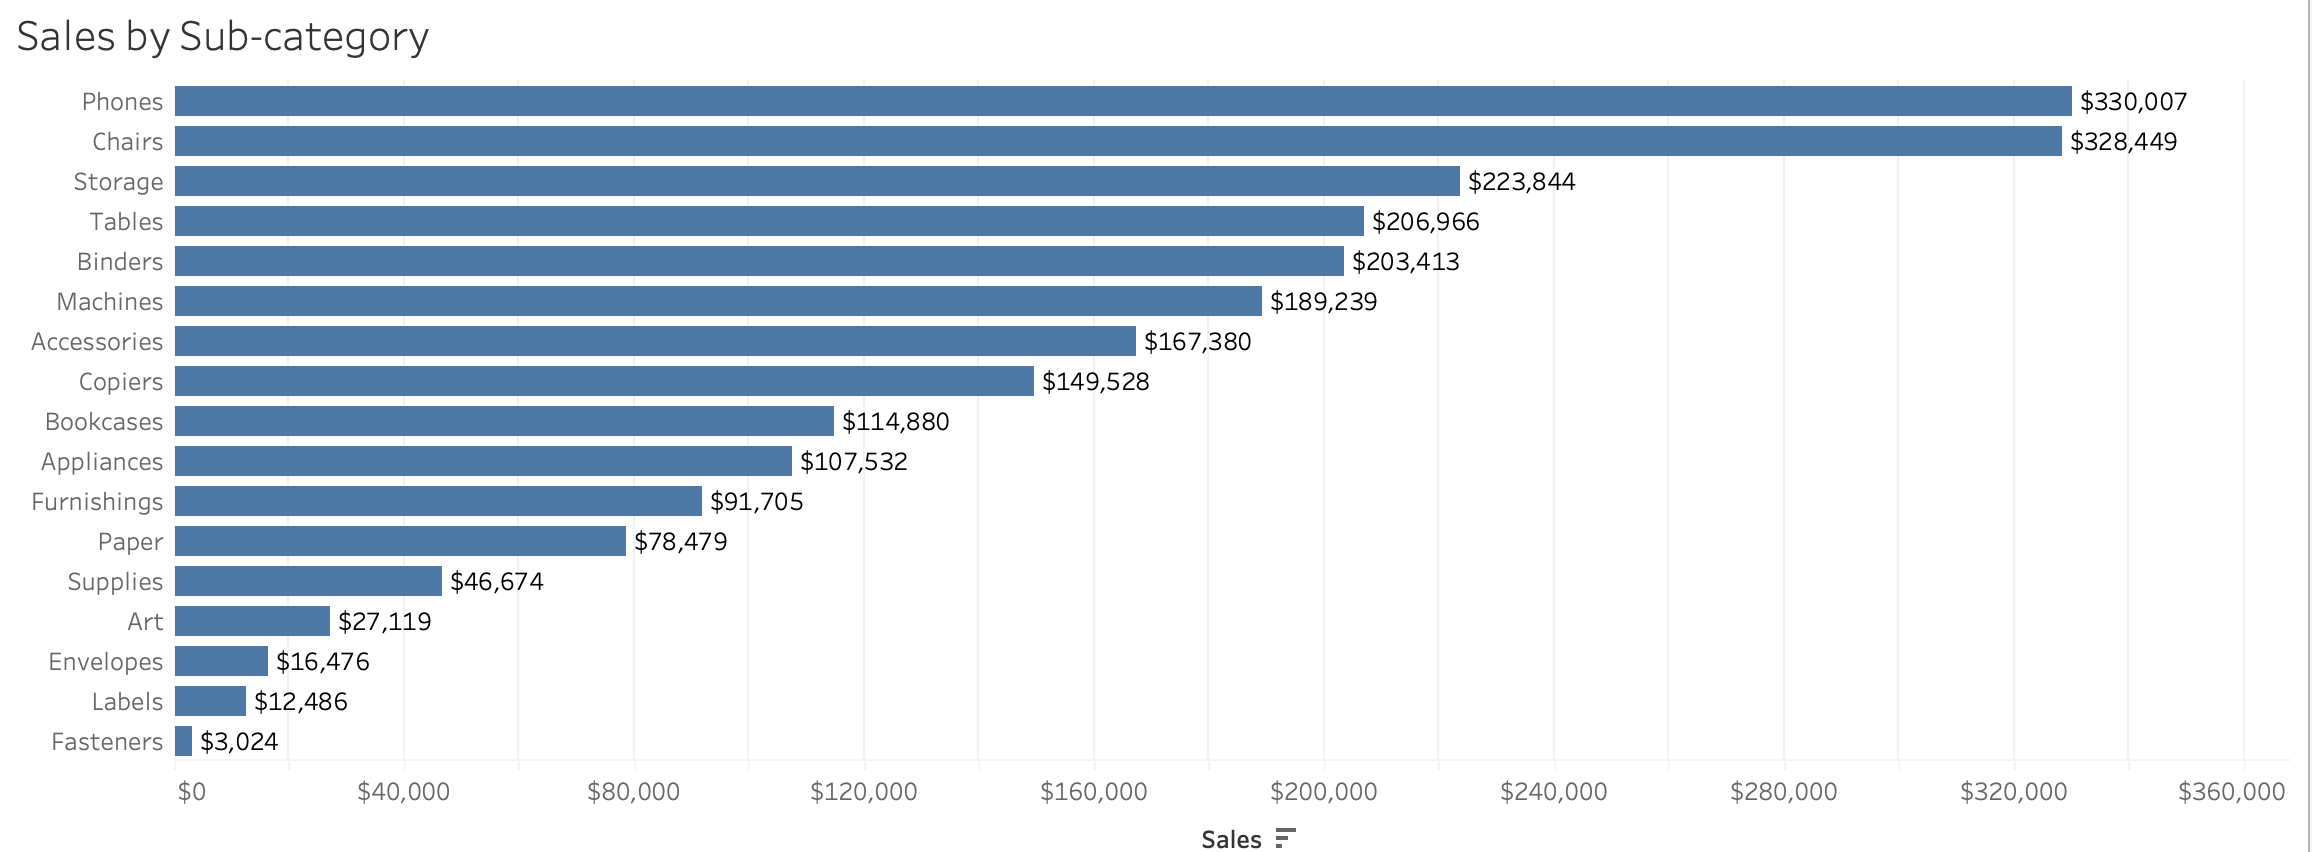 Sales by Sub-category
Phones $330,007
Chairs $328,449
Storage $223,844
Tables $206,966
Binders $203,413
Machines $189,239
Accessories $167,380
Copiers $149,528
Bookcases $114,880
Appliances $107,532
Furnishings $91,705
Paper $78,479
Supplies $46,674
Art $27,119
Envelopes $16,476
Labels $12,486
Fasteners $3,024
$0 $40,000 $80,000 $120,000 $160,000 $200,000 $240,000 $280,000 $320,000 $360,000
Sales